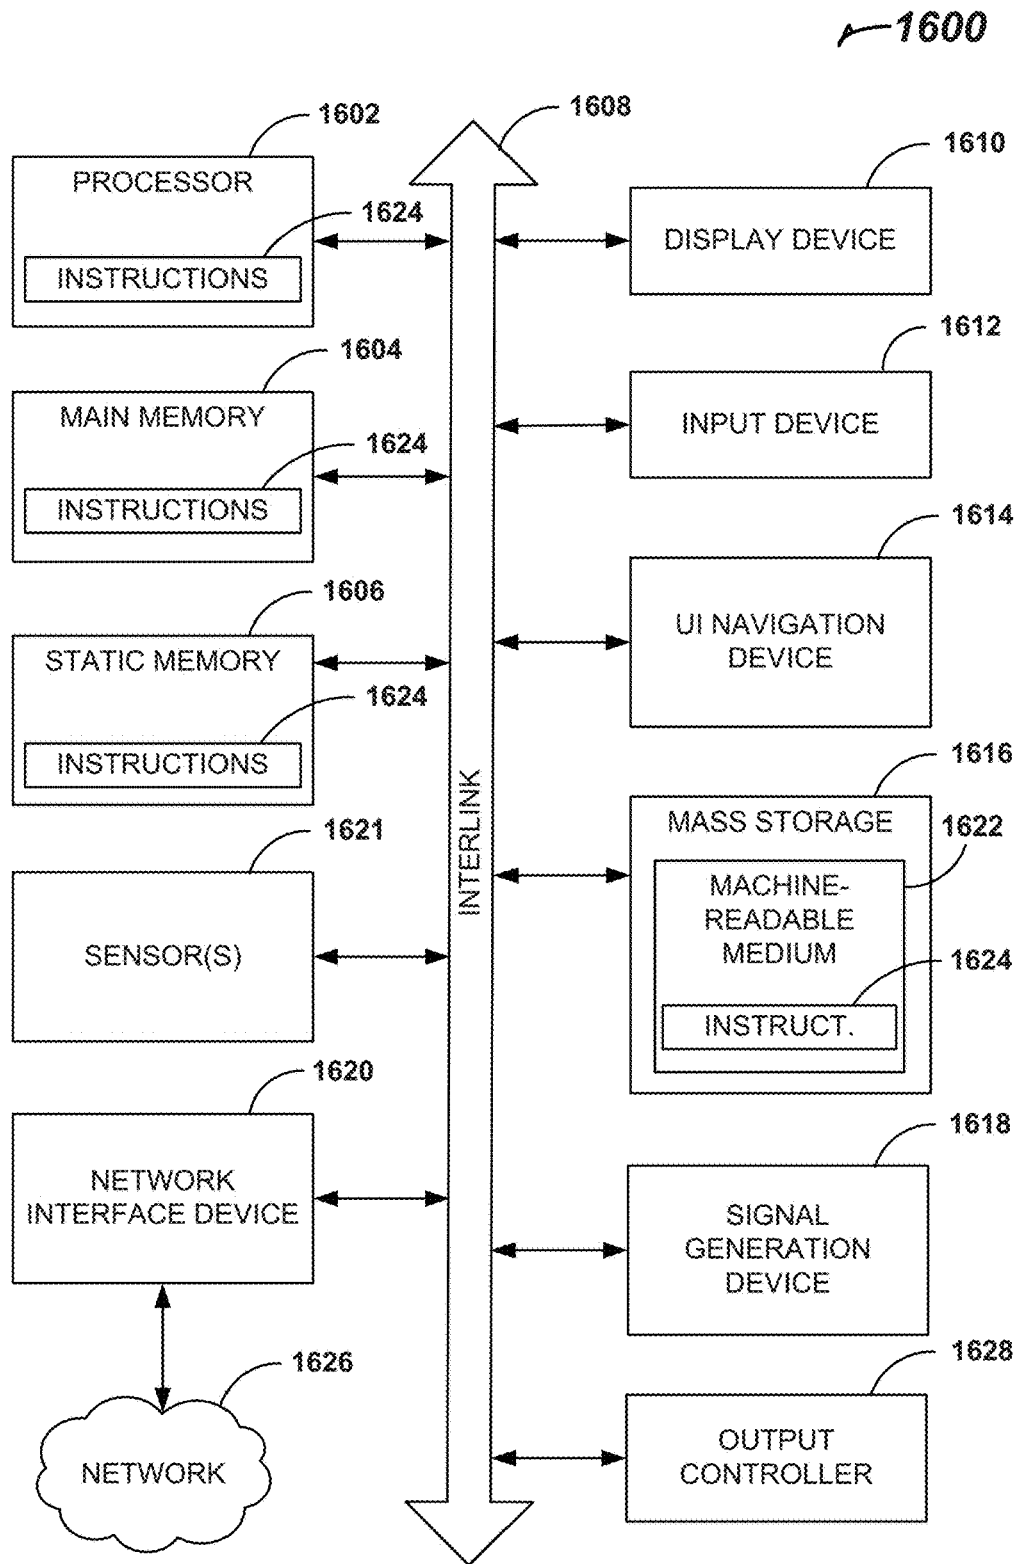 1600
1602
PROCESSOR
1624
INSTRUCTIONS
1604
MAIN MEMORY
1624
INSTRUCTIONS
1606
STATIC MEMORY
1624
INSTRUCTIONS
1621
SENSOR(S)
1620
NETWORK
INTERFACE DEVICE
1626
NETWORK
1608
INTERLINK
1610
DISPLAY DEVICE
1612
INPUT DEVICE
1614
UI NAVIGATION
DEVICE
1616
MASS STORAGE
1622
MACHINE-
READABLE
MEDIUM
1624
INSTRUCT.
1618
SIGNAL
GENERATION
DEVICE
1628
OUTPUT
CONTROLLER